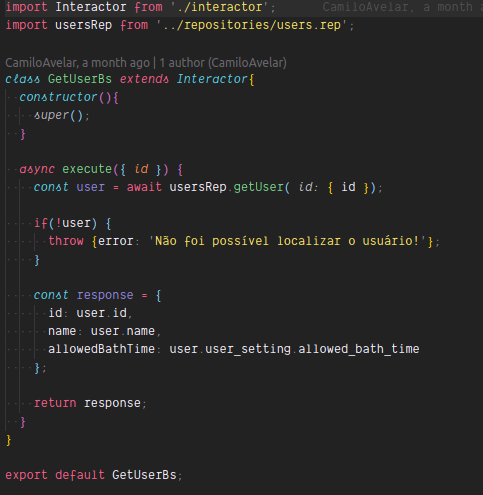 import Interactor from './interactor'; CamiloAvelar, a month a
import usersRep from '../repositories/users.rep';
CamiloAvelar, a month ago | 1 author (CamiloAvelar)
class GetUserBs extends Interactor{
constructor(){
super();
}
async execute({ id }) {
const user = await usersRep.getUser( id: { id });
if(!user) {
throw {error: 'Não foi possível localizar o usuário!'};
}
const response = {
id: user.id,
name: user.name,
allowedBathTime: user.user_setting.allowed_bath_time
};
return response;
}
}
export default GetUserBs;